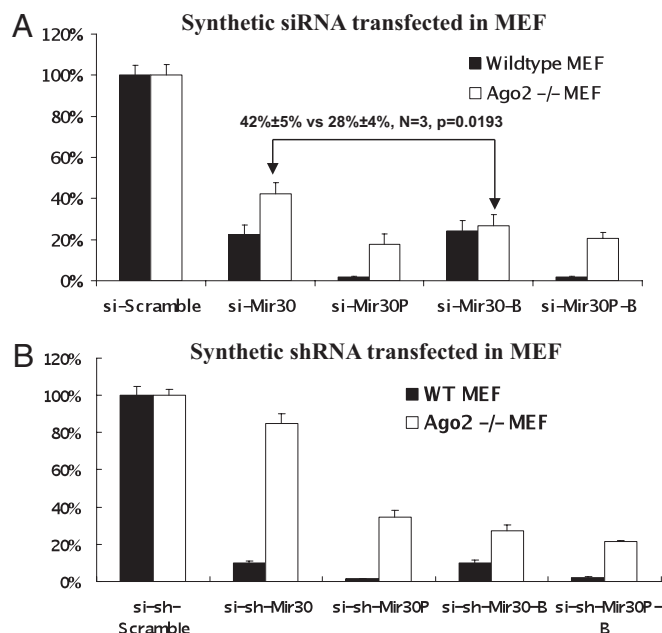 A
Synthetic siRNA transfected in MEF
120%
100%
80%
60%
40%
20%
0%
Wildtype MEF
Ago2 -/- MEF
42%±5% vs 28%±4%, N=3, p=0.0193
si-Scramble si-Mir30 si-Mir30P si-Mir30-B si-Mir30P-B
B
Synthetic shRNA transfected in MEF
120%
100%
80%
60%
40%
20%
0%
WT MEF
Ago2 -/- MEF
si-sh- si-sh-Mir30 si-sh-Mir30P si-sh-Mir30-B si-sh-Mir30P-
Scramble B